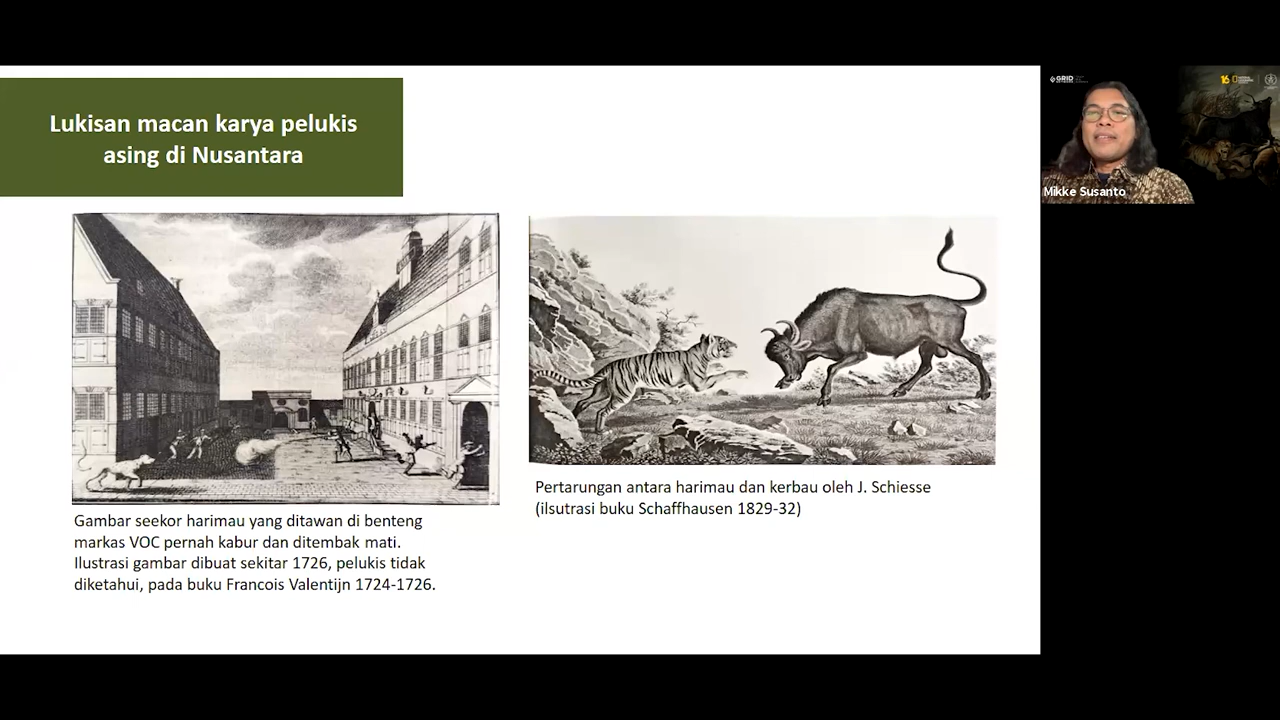 Lukisan macan karya pelukis
asing di Nusantara
Gambar seekor harimau yang ditawan di benteng
markas VOC pernah kabur dan ditembak mati.
Ilustrasi gambar dibuat sekitar 1726, pelukis tidak
diketahui, pada buku Francois Valentijn 1724-1726.
Pertarungan antara harimau dan kerbau oleh J. Schiesse
(ilsutrasi buku Schaffhausen 1829-32)
GRID
16
Mikke Susanto